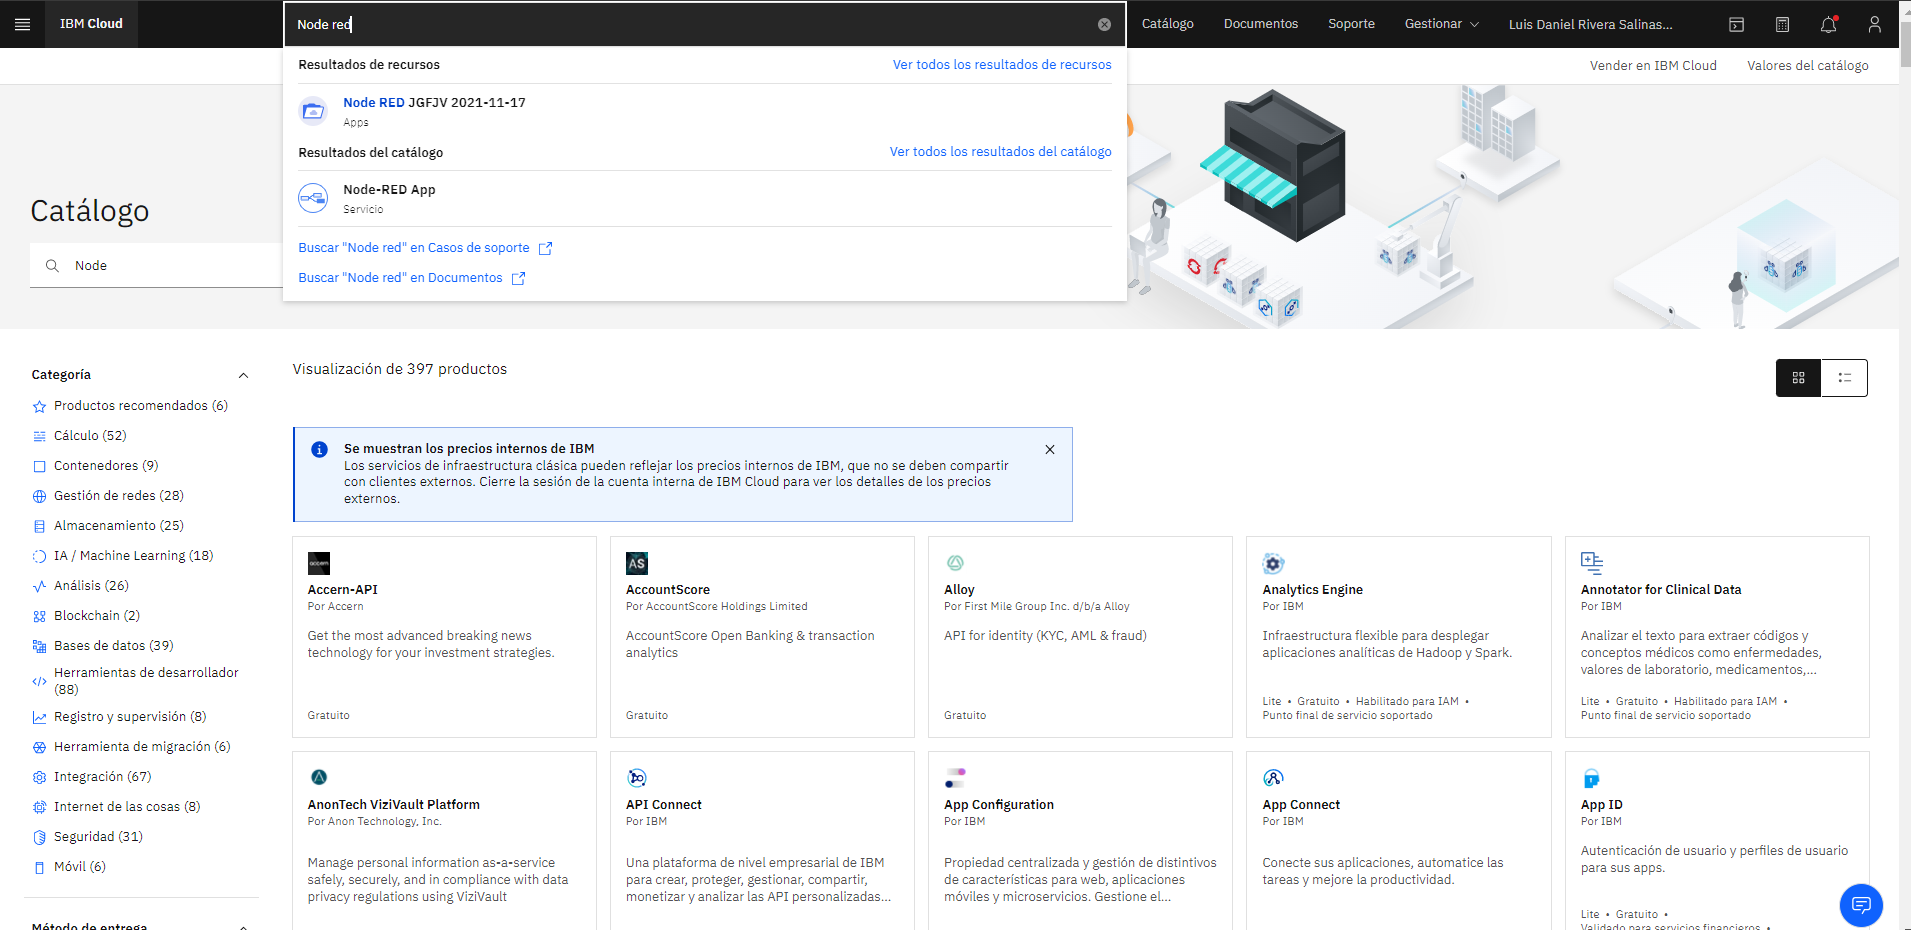 IBM Cloud
Node red
Catálogo
Documentos
Soporte
Gestionar
Luis Daniel Rivera Salinas...
Resultados de recursos
Ver todos los resultados de recursos
Vender en IBM Cloud
Valores del catálogo
Node RED JGFJV 2021-11-17
Apps
Resultados del catálogo
Ver todos los resultados del catálogo
Node-RED App
Servicio
Buscar "Node red" en Casos de soporte
Buscar "Node red" en Documentos
Catálogo
Node
Categoría
Productos recomendados (6)
Cálculo (52)
Contenedores (9)
Gestión de redes (28)
Almacenamiento (25)
IA / Machine Learning (18)
Análisis (26)
Blockchain (2)
Bases de datos (39)
Herramientas de desarrollador
(88)
Registro y supervisión (8)
Herramienta de migración (6)
Integración (67)
Internet de las cosas (8)
Seguridad (31)
Móvil (6)
Método de entrega
Visualización de 397 productos
Se muestran los precios internos de IBM
Los servicios de infraestructura clásica pueden reflejar los precios internos de IBM, que no se deben compartir
con clientes externos. Cierre la sesión de la cuenta interna de IBM Cloud para ver los detalles de los precios
externos.
accern
Accern-API
Por Accern
Get the most advanced breaking news
technology for your investment strategies.
Gratuito
AS
AccountScore
Por AccountScore Holdings Limited
AccountScore Open Banking & transaction
analytics
Gratuito
Alloy
Por First Mile Group Inc. d/b/a Alloy
API for identity (KYC, AML & fraud)
Gratuito
Analytics Engine
Por IBM
Infraestructura flexible para desplegar
aplicaciones analíticas de Hadoop y Spark.
Lite • Gratuito • Habilitado para IAM •
Punto final de servicio soportado
Annotator for Clinical Data
Por IBM
Analizar el texto para extraer códigos y
conceptos médicos como enfermedades,
valores de laboratorio, medicamentos,...
Lite • Gratuito • Habilitado para IAM •
Punto final de servicio soportado
AnonTech ViziVault Platform
Por Anon Technology, Inc.
Manage personal information as-a-service
safely, securely, and in compliance with data
privacy regulations using ViziVault
API Connect
Por IBM
Una plataforma de nivel empresarial de IBM
para crear, proteger, gestionar, compartir,
monetizar y analizar las API personalizadas...
App Configuration
Por IBM
Propiedad centralizada y gestión de distintivos
de características para web, aplicaciones
móviles y microservicios. Gestione el...
App Connect
Por IBM
Conecte sus aplicaciones, automatice las
tareas y mejore la productividad.
App ID
Por IBM
Autenticación de usuario y perfiles de usuario
para sus apps.
Lite • Gratuito •
Validado para servicios financieros •